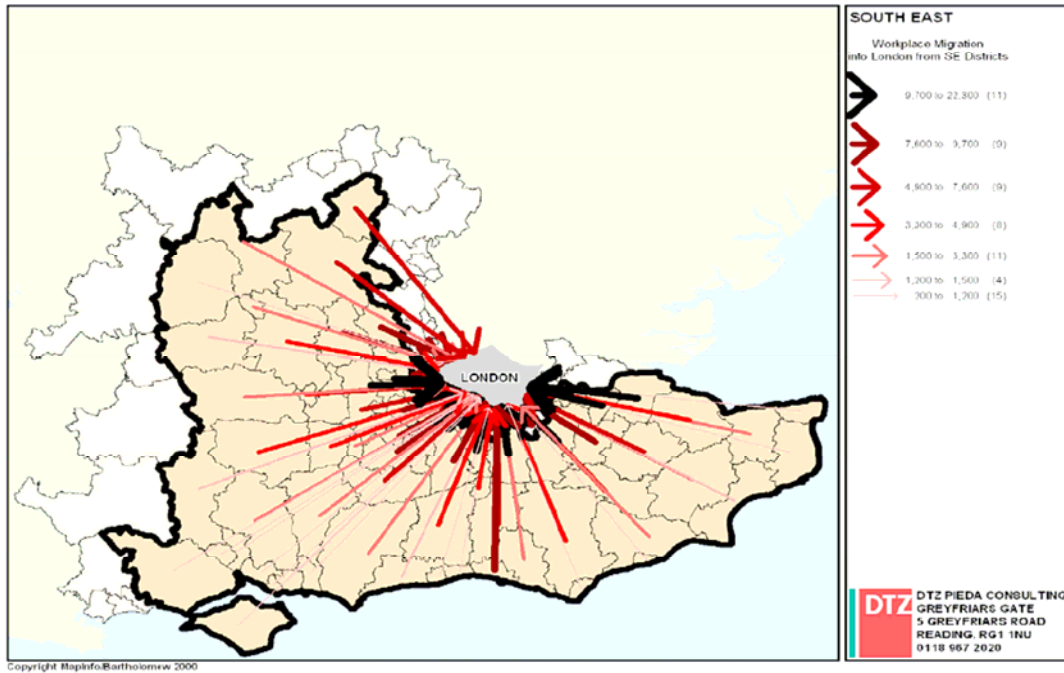 SOUTH EAST
Workplace Migration
into London from SE Districts
9,700 to 22,300 (11)
7,600 to 9,700 (9)
4,900 to 7,600 (9)
3,300 to 4,900 (8)
1,500 to 3,300 (11)
1,200 to 1,500 (4)
300 to 1,200 (15)
LONDON
DTZ
DTZ PIEDA CONSULTING
GREYFRIARS GATE
5 GREYFRIARS ROAD
READING, RG1 1NU
0118 967 2020
Copyright MapInfo/Bartholomew 2000